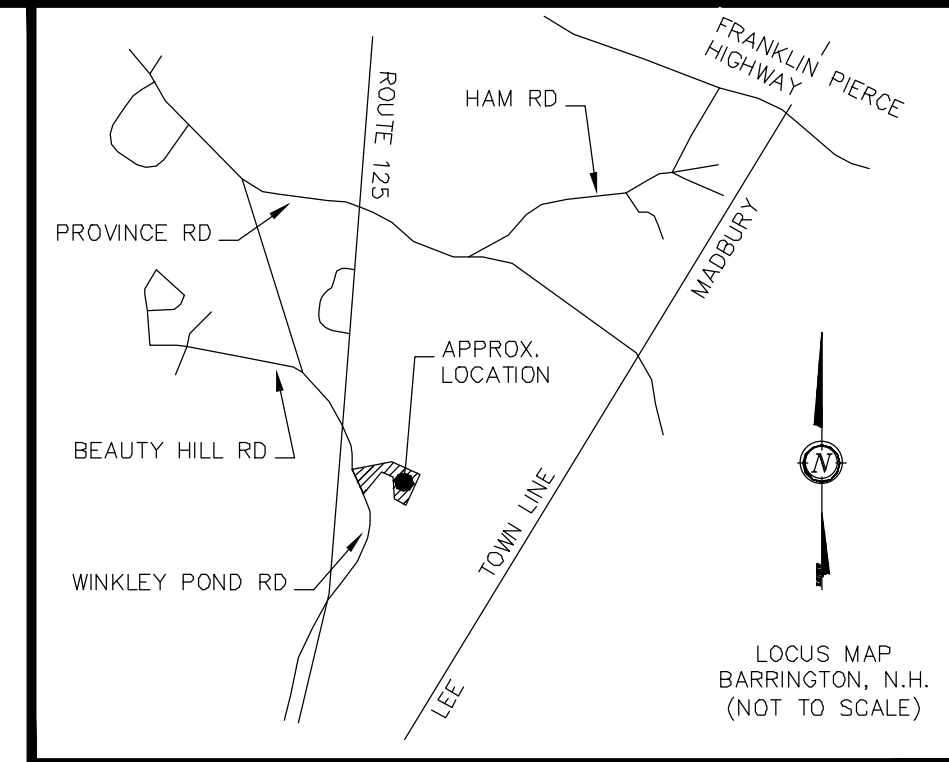 FRANKLIN PIERCE
HIGHWAY
HAM RD
ROUTE 125
PROVINCE RD
MADBURY
APPROX.
LOCATION
BEAUTY HILL RD
N
TOWN LINE
WINKLEY POND RD
LEE
LOCUS MAP
BARRINGTON, N.H.
(NOT TO SCALE)